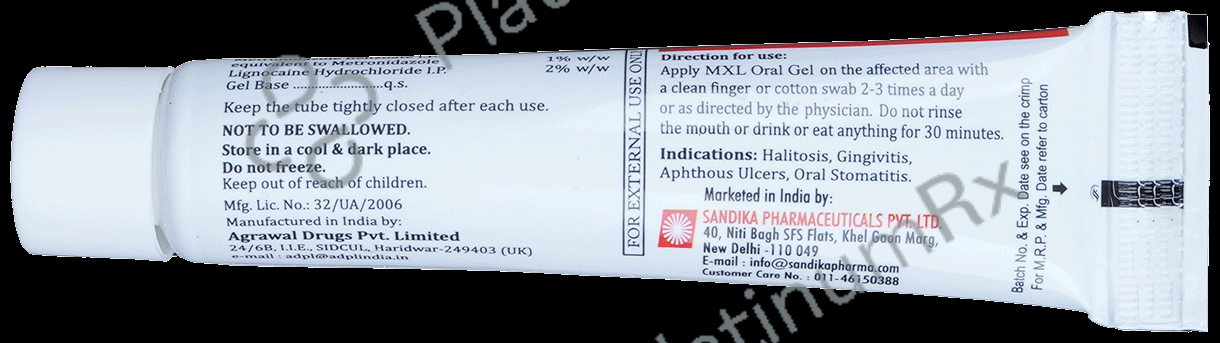 equivalent to Metronidazole 1% w/w
Lignocaine Hydrochloride I.P. 2% w/w
Gel Base ........................q.s.
Keep the tube tightly closed after each use.
NOT TO BE SWALLOWED.
Store in a cool & dark place.
Do not freeze.
Keep out of reach of children.
Mfg. Lic. No.: 32/UA/2006
Manufactured in India by:
Agrawal Drugs Pvt. Limited
24/6B, I.I.E., SIDCUL, Haridwar-249403 (UK)
e-mail : adpl@adplindia.in
FOR EXTERNAL USE ONLY
Direction for use:
Apply MXL Oral Gel on the affected area with
a clean finger or cotton swab 2-3 times a day
or as directed by the physician. Do not rinse
the mouth or drink or eat anything for 30 minutes.
Indications: Halitosis, Gingivitis,
Aphthous Ulcers, Oral Stomatitis.
Marketed in India by:
SANDIKA PHARMACEUTICALS PVT. LTD.
40, Niti Bagh SFS Flats, Khel Gaon Marg,
New Delhi -110 049
E-mail : info@sandikapharma.com
Customer Care No. : 011-46150388
Batch No. & Exp. Date see on the crimp
For M.R.P. & Mfg. Date refer to carton
PlatinumRx